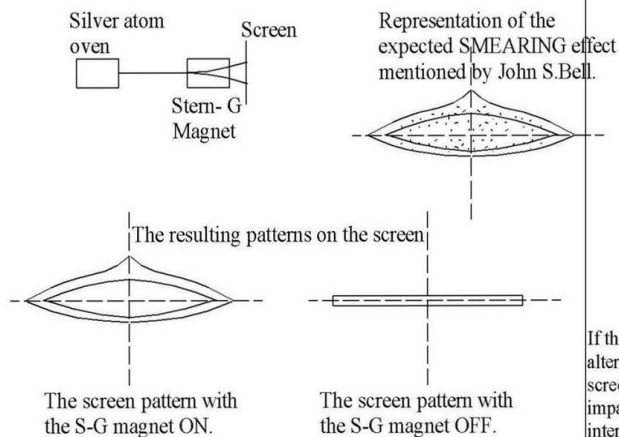 Silver atom
oven
Screen
Stern- G
Magnet
Representation of the
expected SMEARING effect
mentioned by John S.Bell.
The resulting patterns on the screen
The screen pattern with
the S-G magnet ON.
The screen pattern with
the S-G magnet OFF.
If th
alter
scree
impa
inter